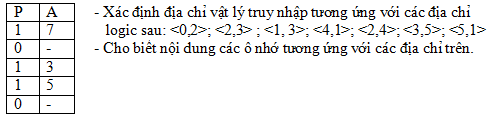 P A
1 7
0 -
1 3
1 5
0 -
- Xác định địa chỉ vật lý truy nhập tương ứng với các địa chỉ
logic sau: <0,2>; <2,3> ; <1, 3>; <4,1>; <2,4>; <3,5>; <5,1>
- Cho biết nội dung các ô nhớ tương ứng với các địa chỉ trên.